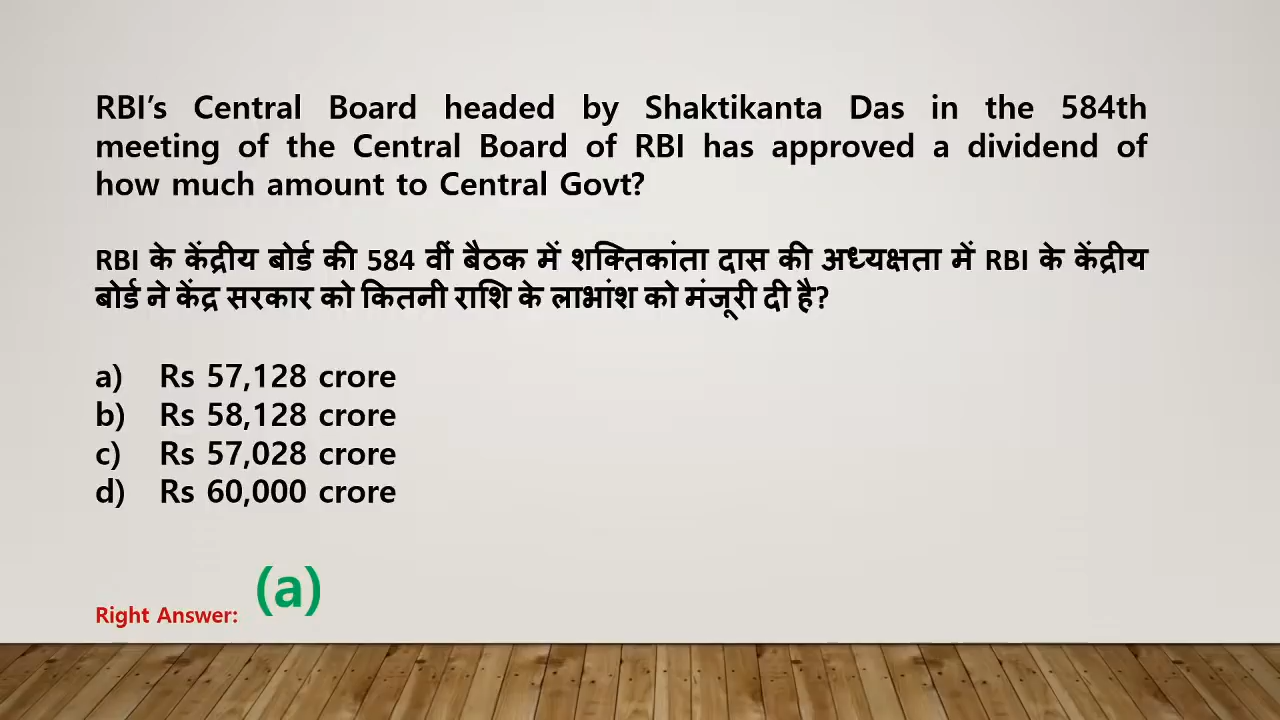 RBI’s Central Board headed by Shaktikanta Das in the 584th
meeting of the Central Board of RBI has approved a dividend of
how much amount to Central Govt?
RBI के केंद्रीय बोर्ड की 584 वीं बैठक में शक्तिकांता दास की अध्यक्षता में RBI के केंद्रीय
बोर्ड ने केंद्र सरकार को कितनी राशि के लाभांश को मंजूरी दी है?
a) Rs 57,128 crore
b) Rs 58,128 crore
c) Rs 57,028 crore
d) Rs 60,000 crore
Right Answer: (a)